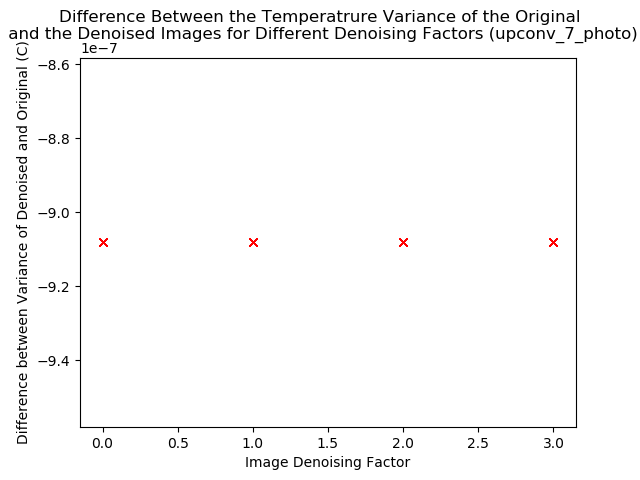 Difference Between the Temperatrure Variance of the Original
and the Denoised Images for Different Denoising Factors (upconv_7_photo)
1e−7
Difference between Variance of Denoised and Original (C)
−8.6
−8.8
−9.0
−9.2
−9.4
0.0 0.5 1.0 1.5 2.0 2.5 3.0
Image Denoising Factor